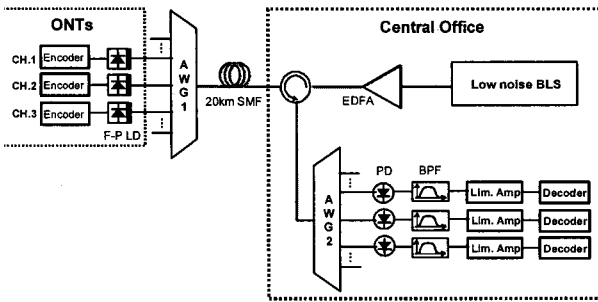 ONTs
CH.1 Encoder
CH.2 Encoder
CH.3 Encoder
F-P LD
AWG1
20km SMF
Central Office
EDFA
Low noise BLS
AWG2
PD
BPF
Lim. Amp Decoder
Lim. Amp Decoder
Lim. Amp Decoder